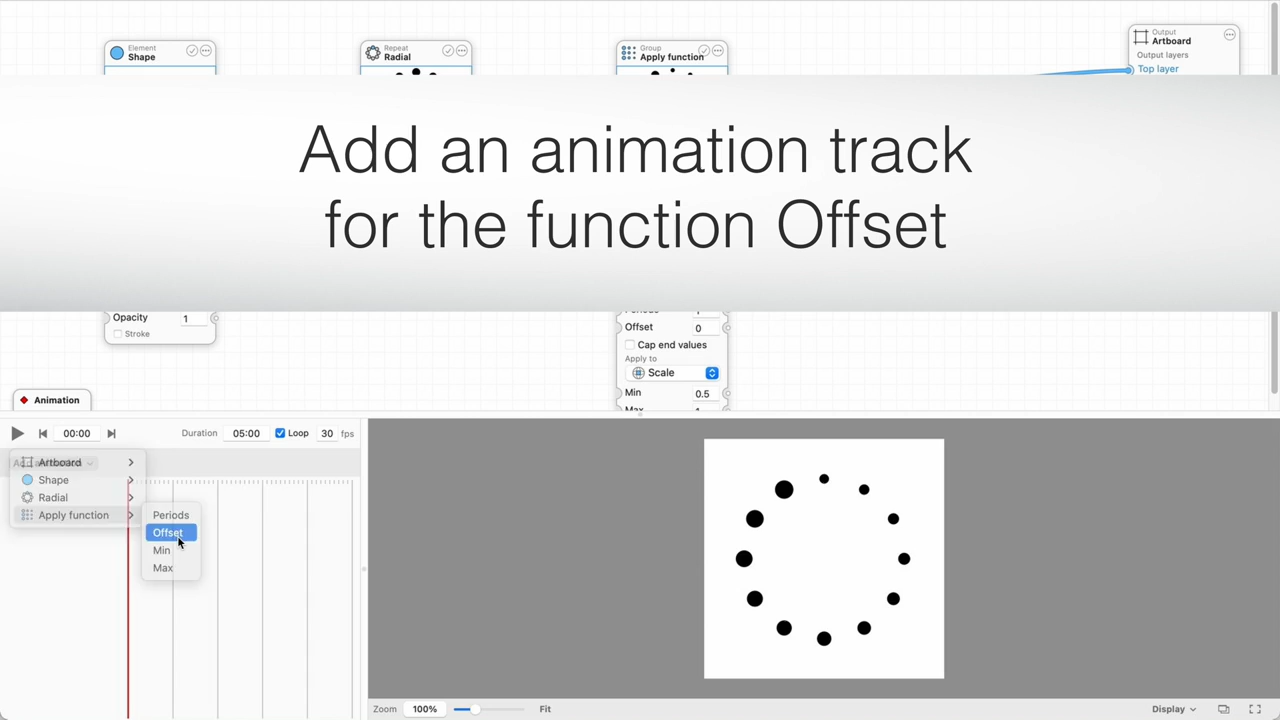 Element
Shape
Repeat
Radial
Group
Apply function
Output
Artboard
Output layers
Top layer
Add an animation track
for the function Offset
Opacity 1
Stroke
Offset 0
Cap end values
Apply to
Scale
Min 0.5
Max
Animation
00:00
Duration 05:00 Loop 30 fps
Artboard
Shape
Radial
Apply function
Periods
Offset
Min
Max
Zoom 100% Fit
Display